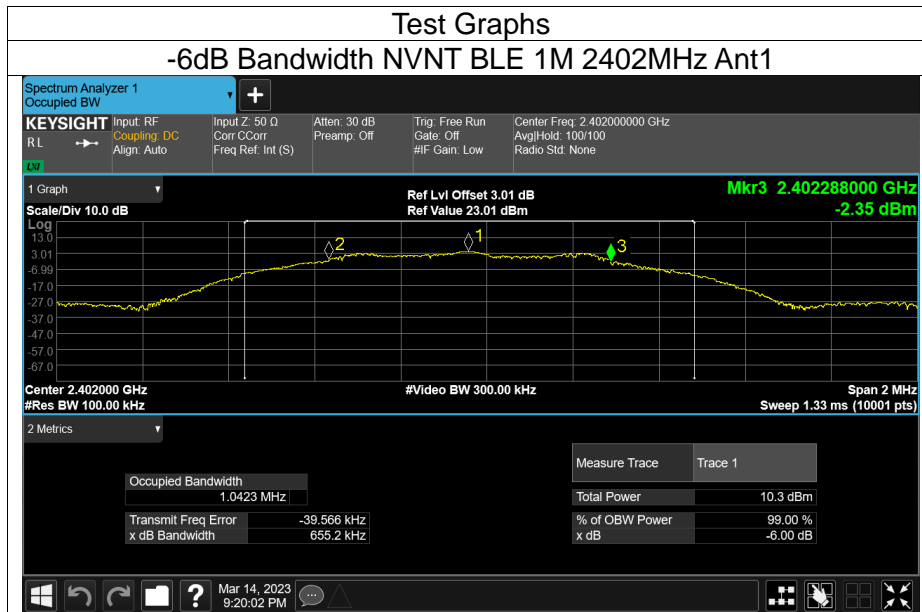 Test Graphs
-6dB Bandwidth NVNT BLE 1M 2402MHz Ant1
Spectrum Analyzer 1
Occupied BW
+
KEYSIGHT Input: RF Input Z: 50 Ω Atten: 30 dB Trig: Free Run Center Freq: 2.402000000 GHz
RL Coupling: DC Corr CCorr Preamp: Off Gate: Off Avg|Hold: 100/100
Align: Auto Freq Ref: Int (S) #IF Gain: Low Radio Std: None
LXI
1 Graph Ref Lvl Offset 3.01 dB Mkr3 2.402288000 GHz
Scale/Div 10.0 dB Ref Value 23.01 dBm -2.35 dBm
Log
13.0
3.01
-6.99
-17.0
-27.0
-37.0
-47.0
-57.0
-67.0
2 1 3
Center 2.402000 GHz #Video BW 300.00 kHz Span 2 MHz
#Res BW 100.00 kHz Sweep 1.33 ms (10001 pts)
2 Metrics
Measure Trace Trace 1
Occupied Bandwidth
1.0423 MHz Total Power 10.3 dBm
Transmit Freq Error -39.566 kHz % of OBW Power 99.00 %
x dB Bandwidth 655.2 kHz x dB -6.00 dB
? Mar 14, 2023
9:20:02 PM